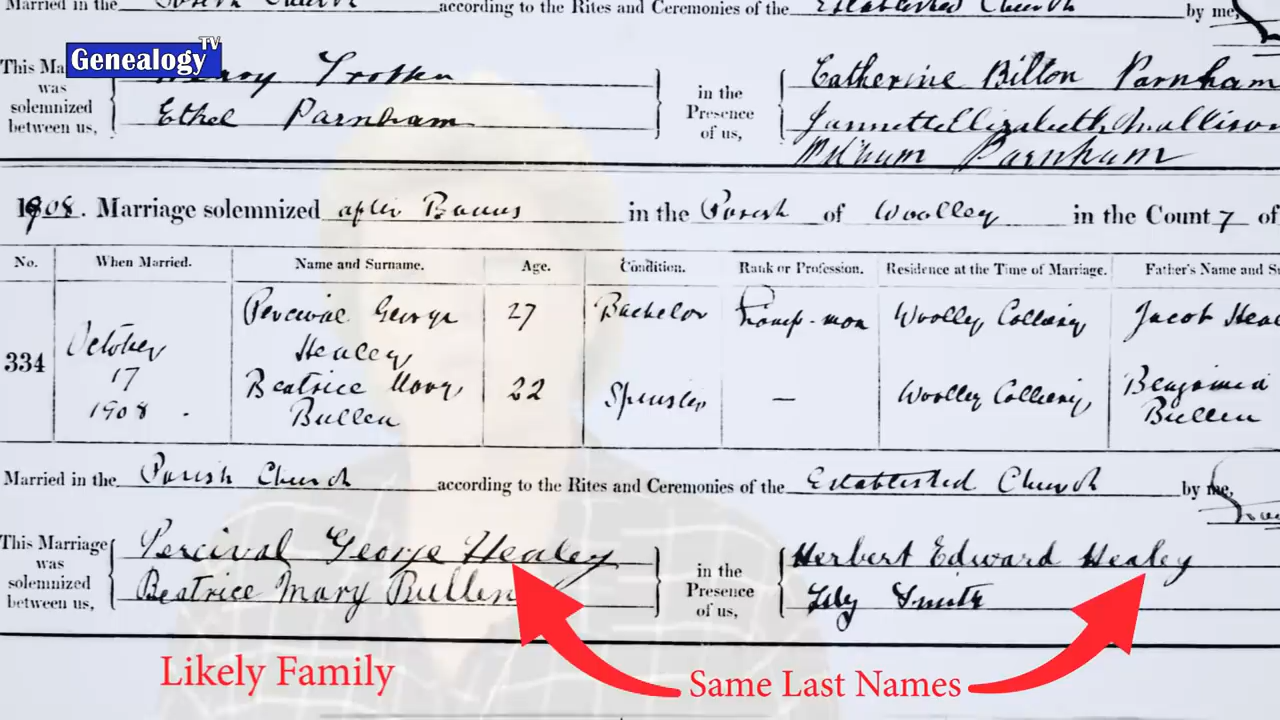 Married in the Parish Church according to the Rites and Ceremonies of the Established Church by me,
Genealogy TV
This Ma Trotter
was
solemnized Ethel Parnham
between us,
in the
Presence
of us,
Catherine Bilton Parnham
Jannette Elizabeth Mallison
William Parnham
1908. Marriage solemnized after Banns in the Parish of Woolley in the County of
No. When Married. Name and Surname. Age. Condition. Rank or Profession. Residence at the Time of Marriage. Father's Name and Su
334
October
17
1908.
Percival George
Healey
27 Bachelor Woolley Colliery Jacob Heal
Beatrice Mary
Bullen
22 Spinster — Woolley Colliery Benjamin
Bullen
Married in the Parish Church according to the Rites and Ceremonies of the Established Church by me,
This Marriage
was
solemnized
between us,
Percival George Healey
Beatrice Mary Bullen
in the
Presence
of us,
Herbert Edward Healey
Lily Smith
Likely Family
Same Last Names